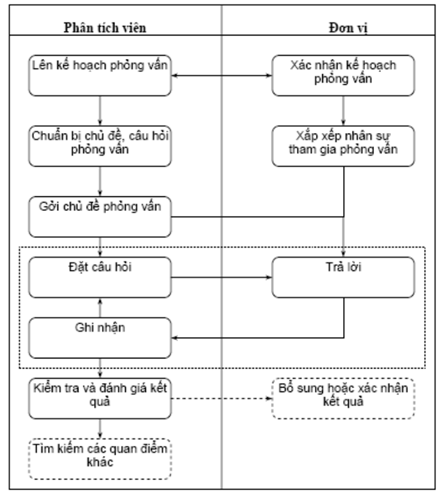 Phân tích viên
Đơn vị
Lên kế hoạch phỏng vấn
Xác nhận kế hoạch
phỏng vấn
Chuẩn bị chủ đề, câu hỏi
phỏng vấn
Xắp xếp nhân sự
tham gia phỏng vấn
Gởi chủ đề phỏng vấn
Đặt câu hỏi
Trả lời
Ghi nhận
Kiểm tra và đánh giá kết
quả
Bổ sung hoặc xác nhận
kết quả
Tìm kiếm các quan điểm
khác